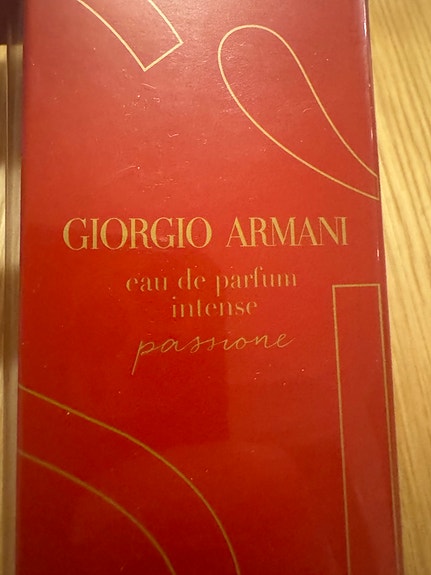 GIORGIO ARMANI
eau de parfum
intense
passione